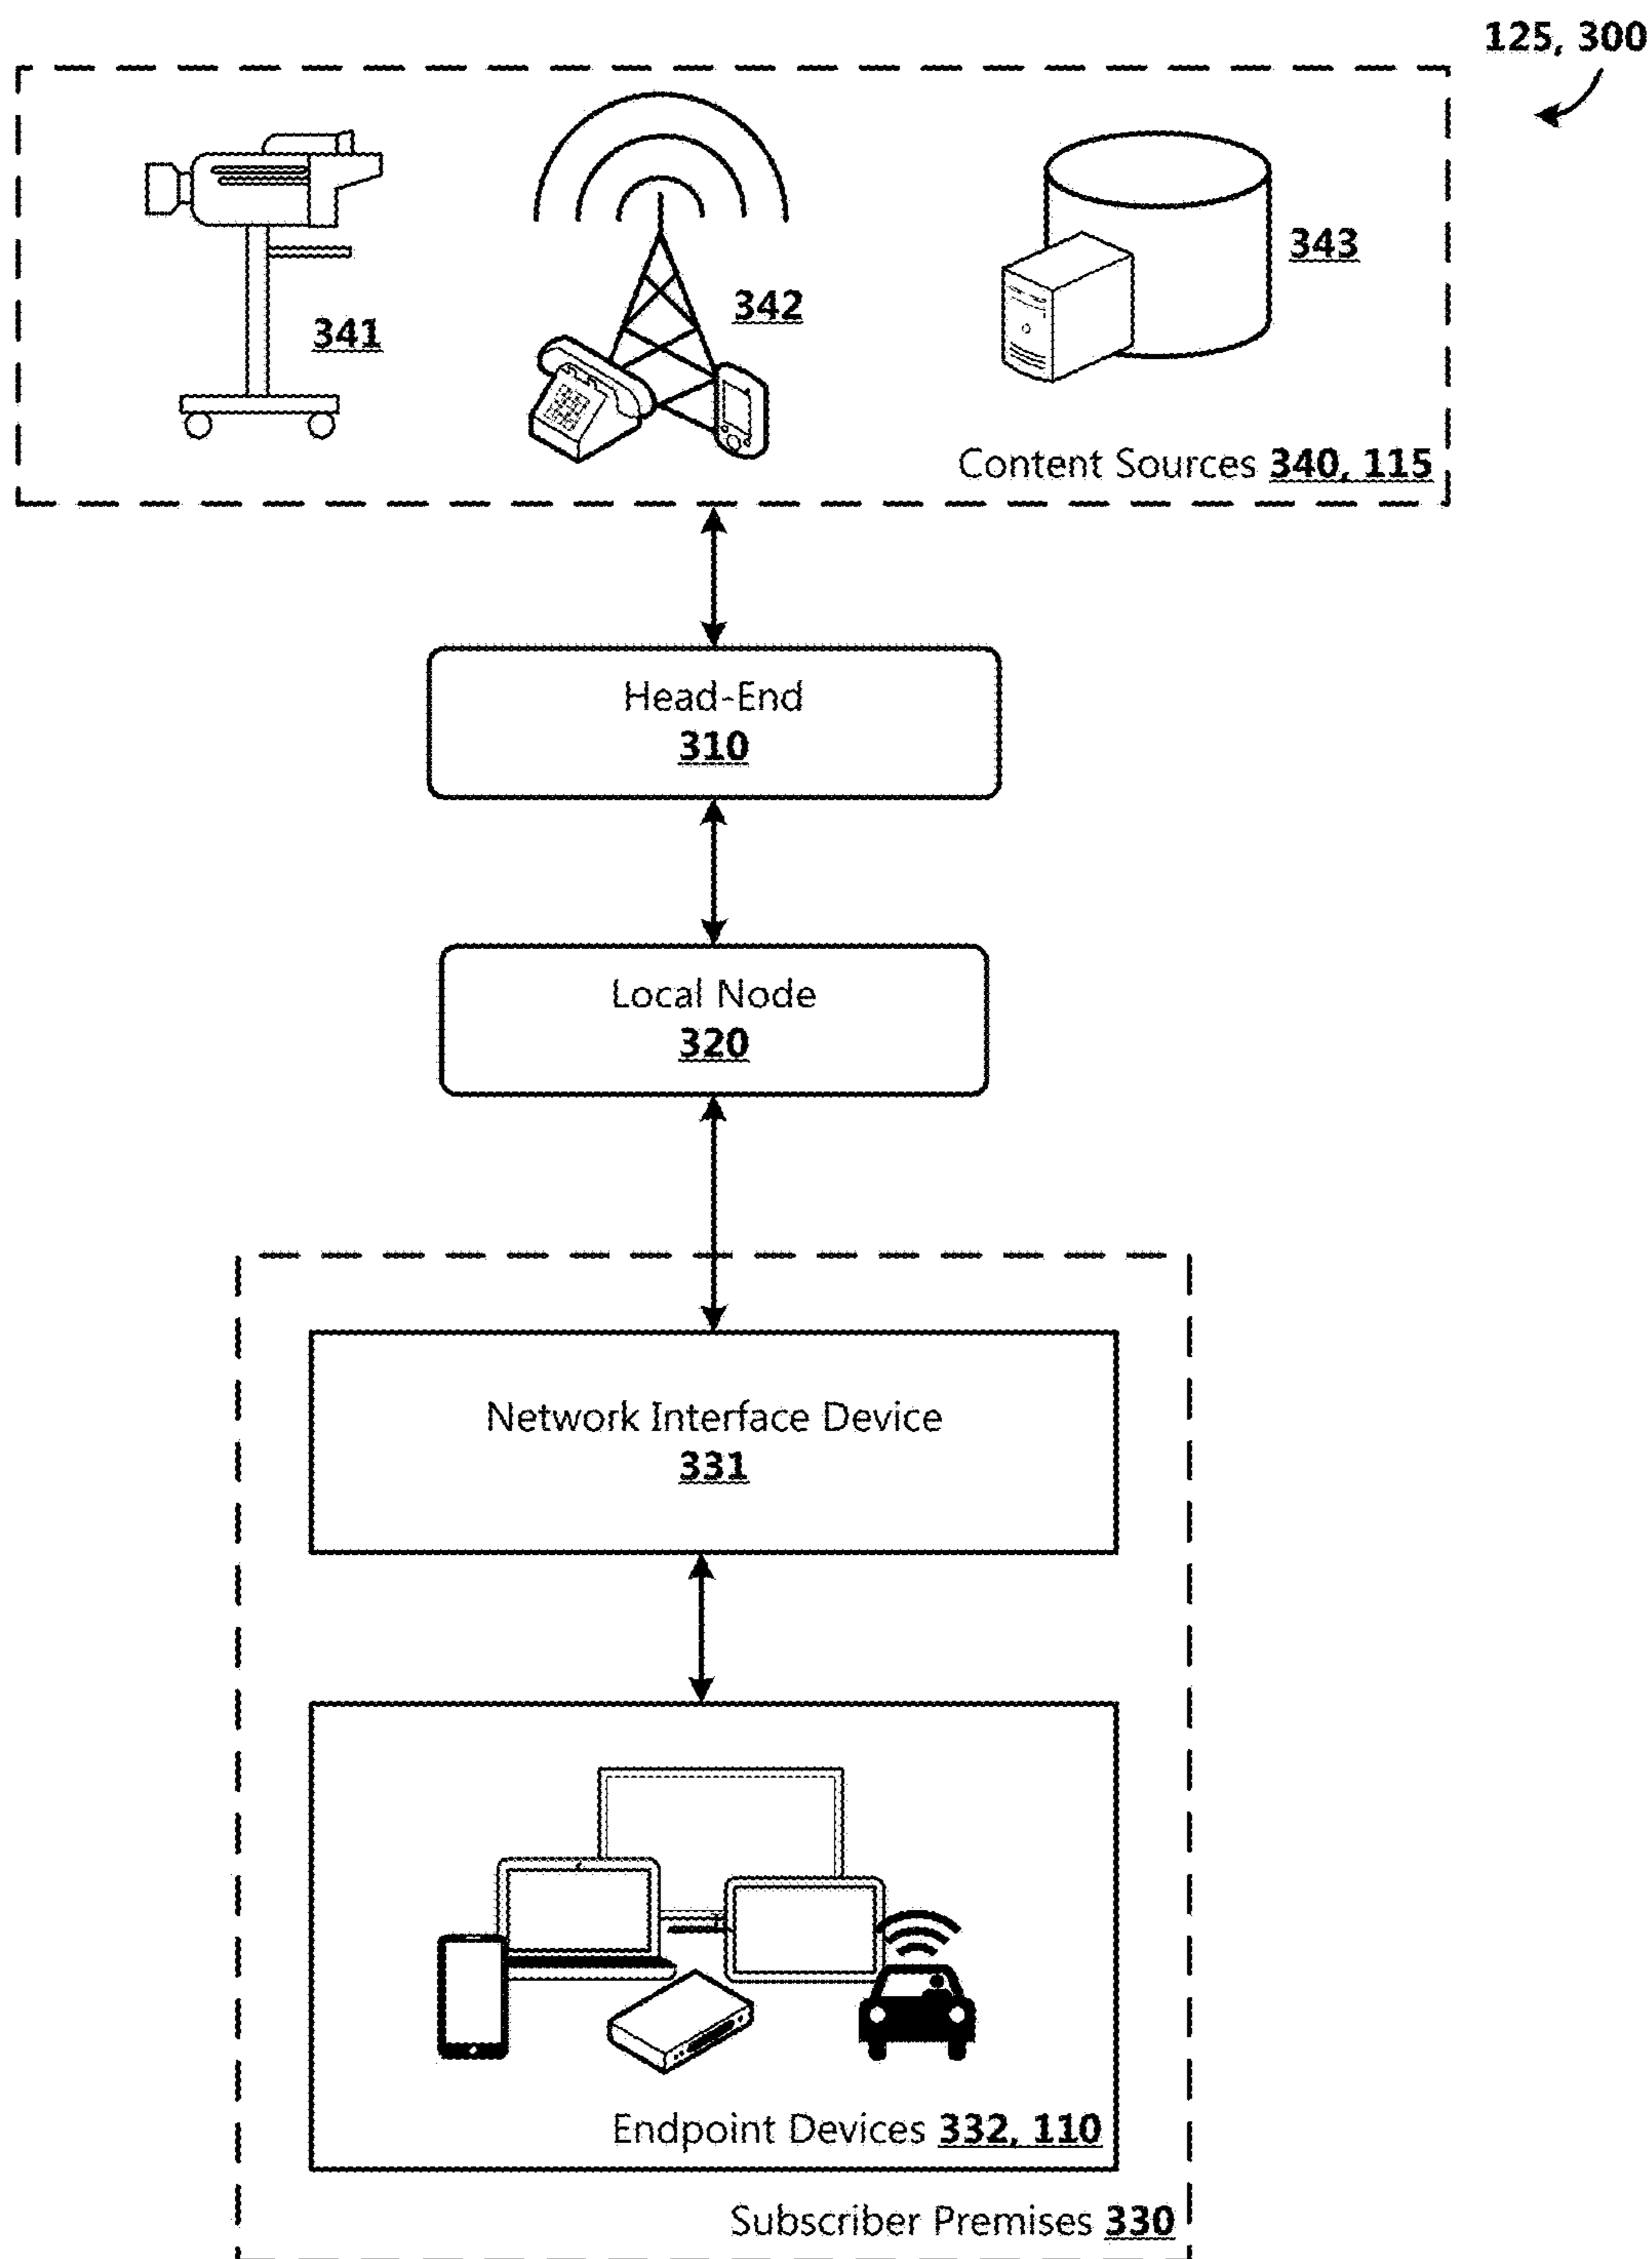 125, 300
343
342
341
Content Sources 340, 115
Head-End
310
Local Node
320
Network Interface Device
331
Endpoint Devices 332, 110
Subscriber Premises 330